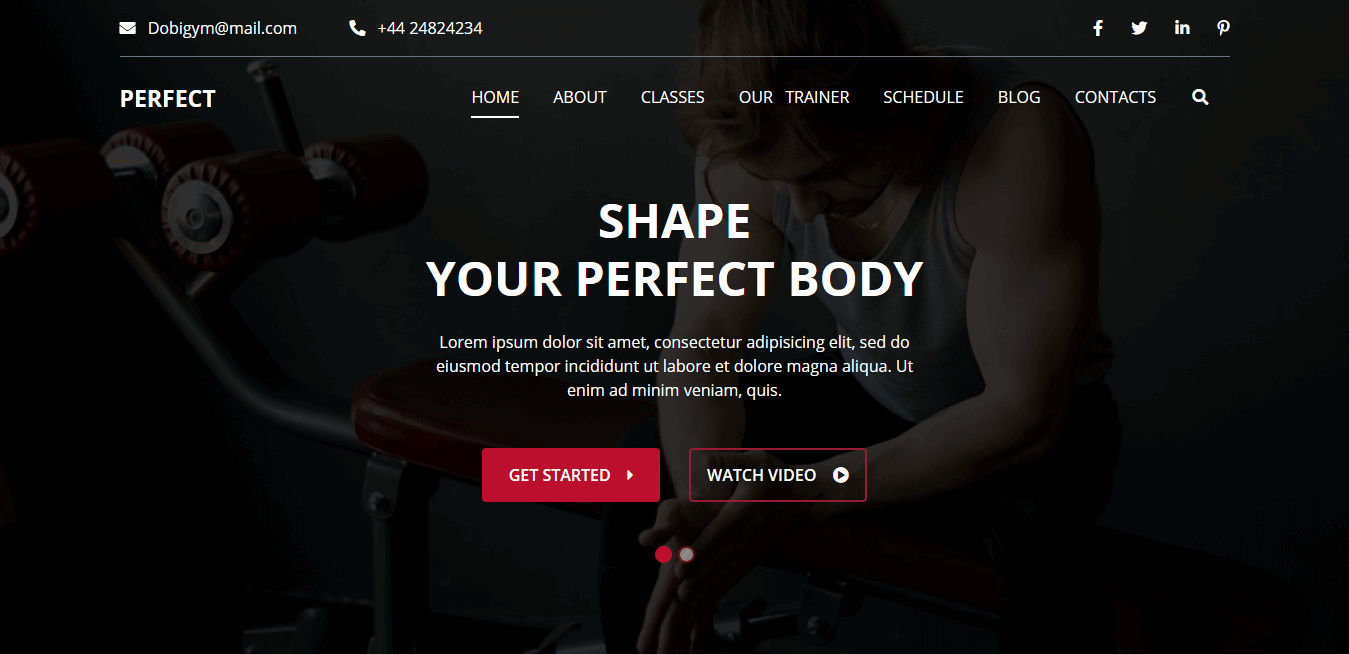 Dobigym@mail.com +44 24824234
PERFECT HOME ABOUT CLASSES OUR TRAINER SCHEDULE BLOG CONTACTS
SHAPE
YOUR PERFECT BODY
Lorem ipsum dolor sit amet, consectetur adipisicing elit, sed do
eiusmod tempor incididunt ut labore et dolore magna aliqua. Ut
enim ad minim veniam, quis.
GET STARTED WATCH VIDEO